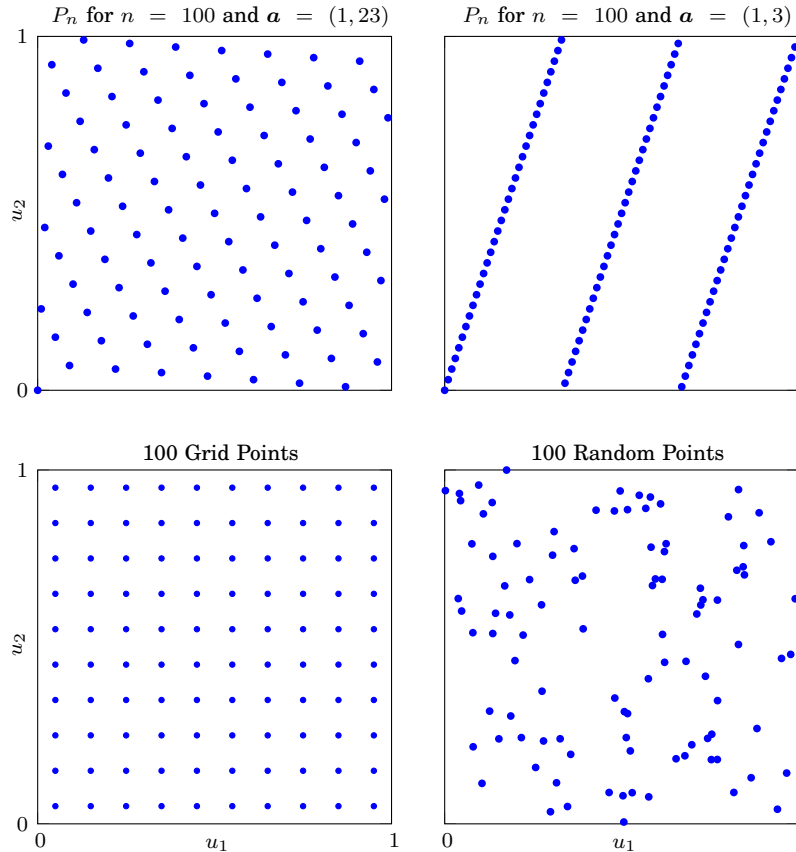 P_n for n = 100 and a = (1, 23)
P_n for n = 100 and a = (1, 3)
1
u_2
0
100 Grid Points
100 Random Points
1
u_2
0
0
u_1
1
0
u_1